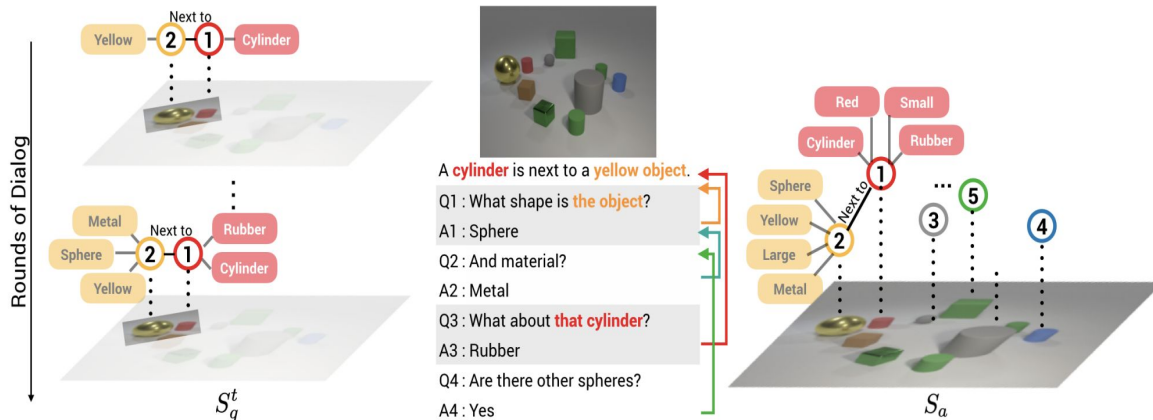 Rounds of Dialog
Next to
Yellow
2
1
Cylinder
Metal
Sphere
Yellow
Next to
2
1
Rubber
Cylinder
S_q^t
A cylinder is next to a yellow object.
Q1 : What shape is the object?
A1 : Sphere
Q2 : And material?
A2 : Metal
Q3 : What about that cylinder?
A3 : Rubber
Q4 : Are there other spheres?
A4 : Yes
Red
Small
Cylinder
Rubber
1
Sphere
Yellow
Large
Metal
Next to
2
...
3
5
4
S_a